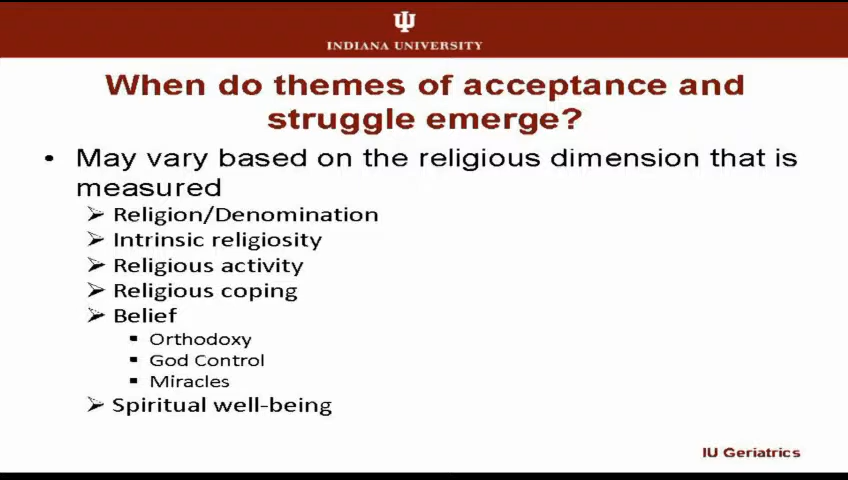 INDIANA UNIVERSITY
When do themes of acceptance and
struggle emerge?
• May vary based on the religious dimension that is
measured
➢ Religion/Denomination
➢ Intrinsic religiosity
➢ Religious activity
➢ Religious coping
➢ Belief
▪ Orthodoxy
▪ God Control
▪ Miracles
➢ Spiritual well-being
IU Geriatrics